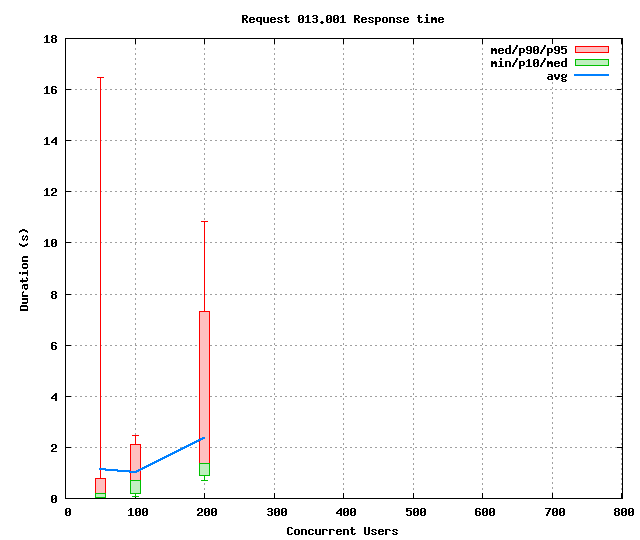 Request 013.001 Response time
18
16
14
12
10
8
6
4
2
0
Duration (s)
med/p90/p95
min/p10/med
avg
0 100 200 300 400 500 600 700 800
Concurrent Users